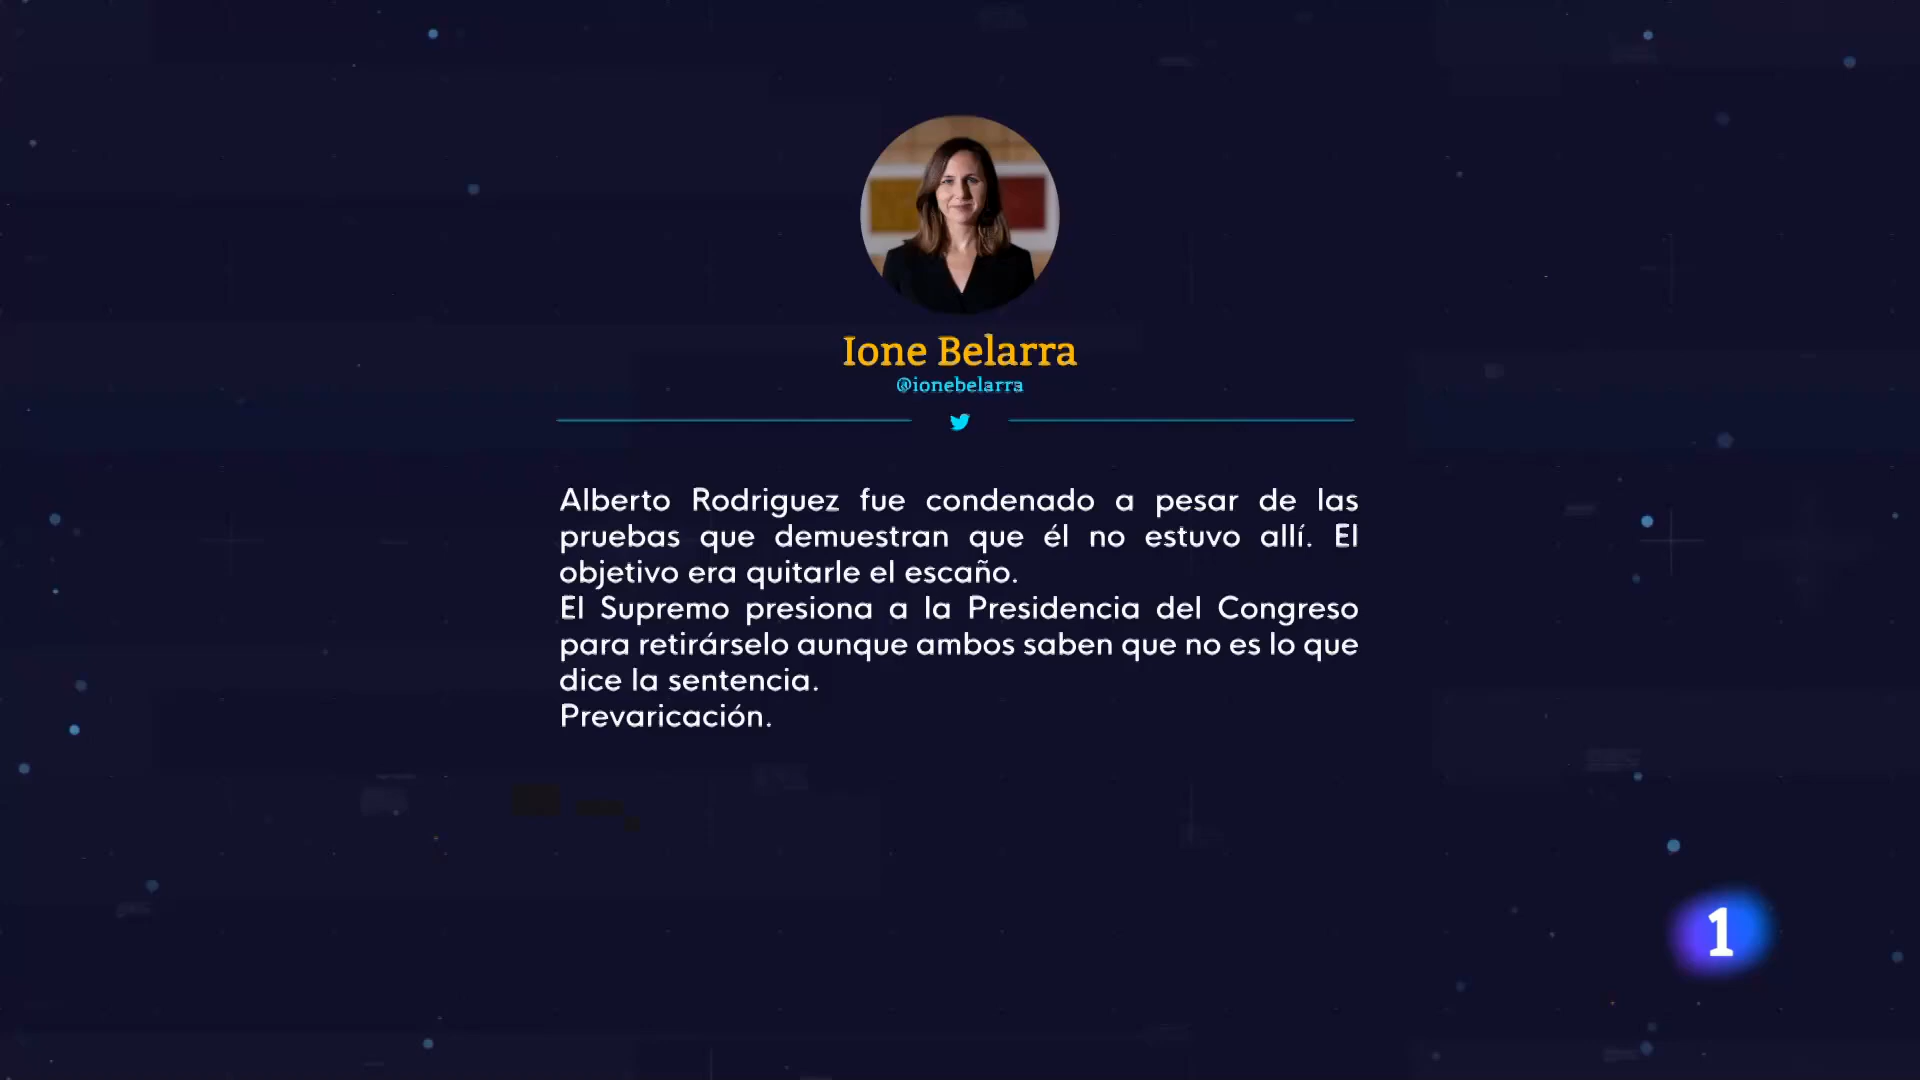 Ione Belarra
@ionebelarra
Alberto Rodriguez fue condenado a pesar de las
pruebas que demuestran que él no estuvo allí. El
objetivo era quitarle el escaño.
El Supremo presiona a la Presidencia del Congreso
para retirárselo aunque ambos saben que no es lo que
dice la sentencia.
Prevaricación.
1